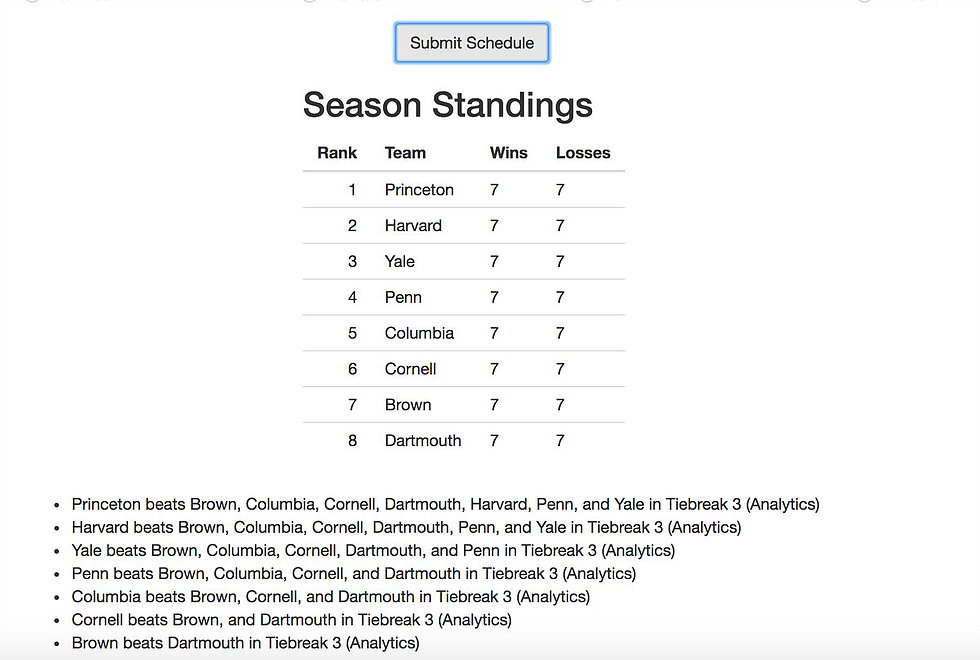 Submit Schedule
Season Standings
Rank Team Wins Losses
1 Princeton 7 7
2 Harvard 7 7
3 Yale 7 7
4 Penn 7 7
5 Columbia 7 7
6 Cornell 7 7
7 Brown 7 7
8 Dartmouth 7 7
• Princeton beats Brown, Columbia, Cornell, Dartmouth, Harvard, Penn, and Yale in Tiebreak 3 (Analytics)
• Harvard beats Brown, Columbia, Cornell, Dartmouth, Penn, and Yale in Tiebreak 3 (Analytics)
• Yale beats Brown, Columbia, Cornell, Dartmouth, and Penn in Tiebreak 3 (Analytics)
• Penn beats Brown, Columbia, Cornell, and Dartmouth in Tiebreak 3 (Analytics)
• Columbia beats Brown, Cornell, and Dartmouth in Tiebreak 3 (Analytics)
• Cornell beats Brown, and Dartmouth in Tiebreak 3 (Analytics)
• Brown beats Dartmouth in Tiebreak 3 (Analytics)